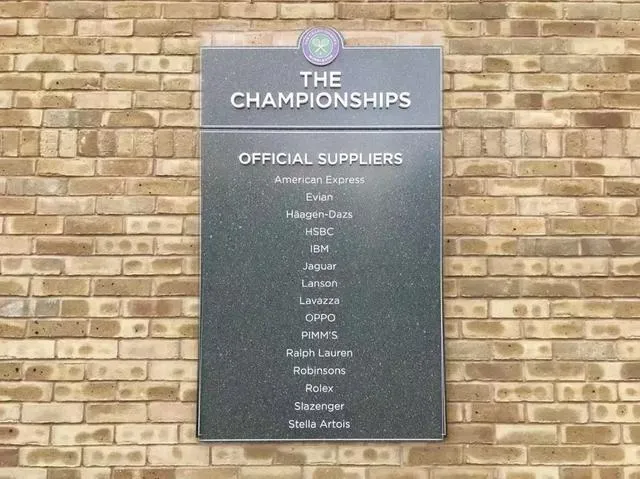 THE
CHAMPIONSHIPS
OFFICIAL SUPPLIERS
American Express
Evian
Häagen-Dazs
HSBC
IBM
Jaguar
Lanson
Lavazza
OPPO
PIMM'S
Ralph Lauren
Robinsons
Rolex
Slazenger
Stella Artois